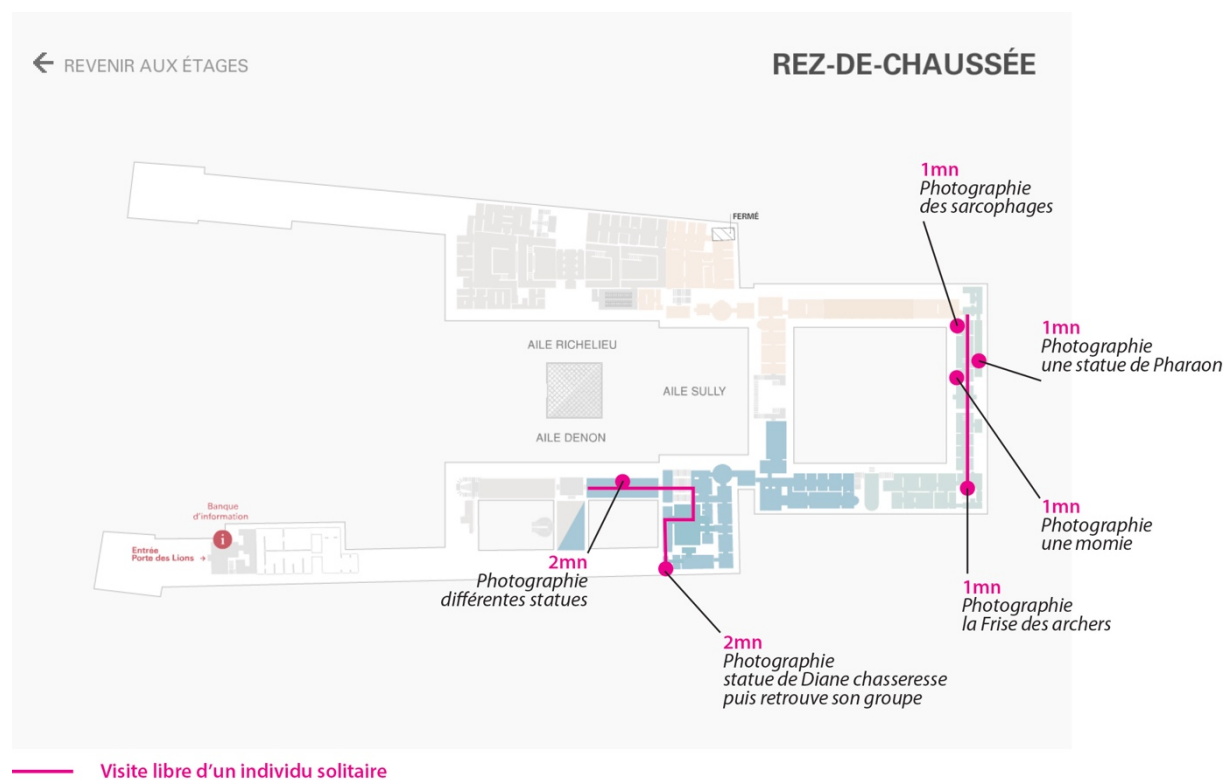 ← REVENIR AUX ÉTAGES
REZ-DE-CHAUSSÉE
1mn
Photographie
des sarcophages
FERMÉ
1mn
Photographie
une statue de Pharaon
AILE RICHELIEU
AILE SULLY
AILE DENON
Banque
d'information
i
Entrée
Porte des Lions →
2mn
Photographie
différentes statues
1mn
Photographie
une momie
1mn
Photographie
la Frise des archers
2mn
Photographie
statue de Diane chasseresse
puis retrouve son groupe
Visite libre d'un individu solitaire